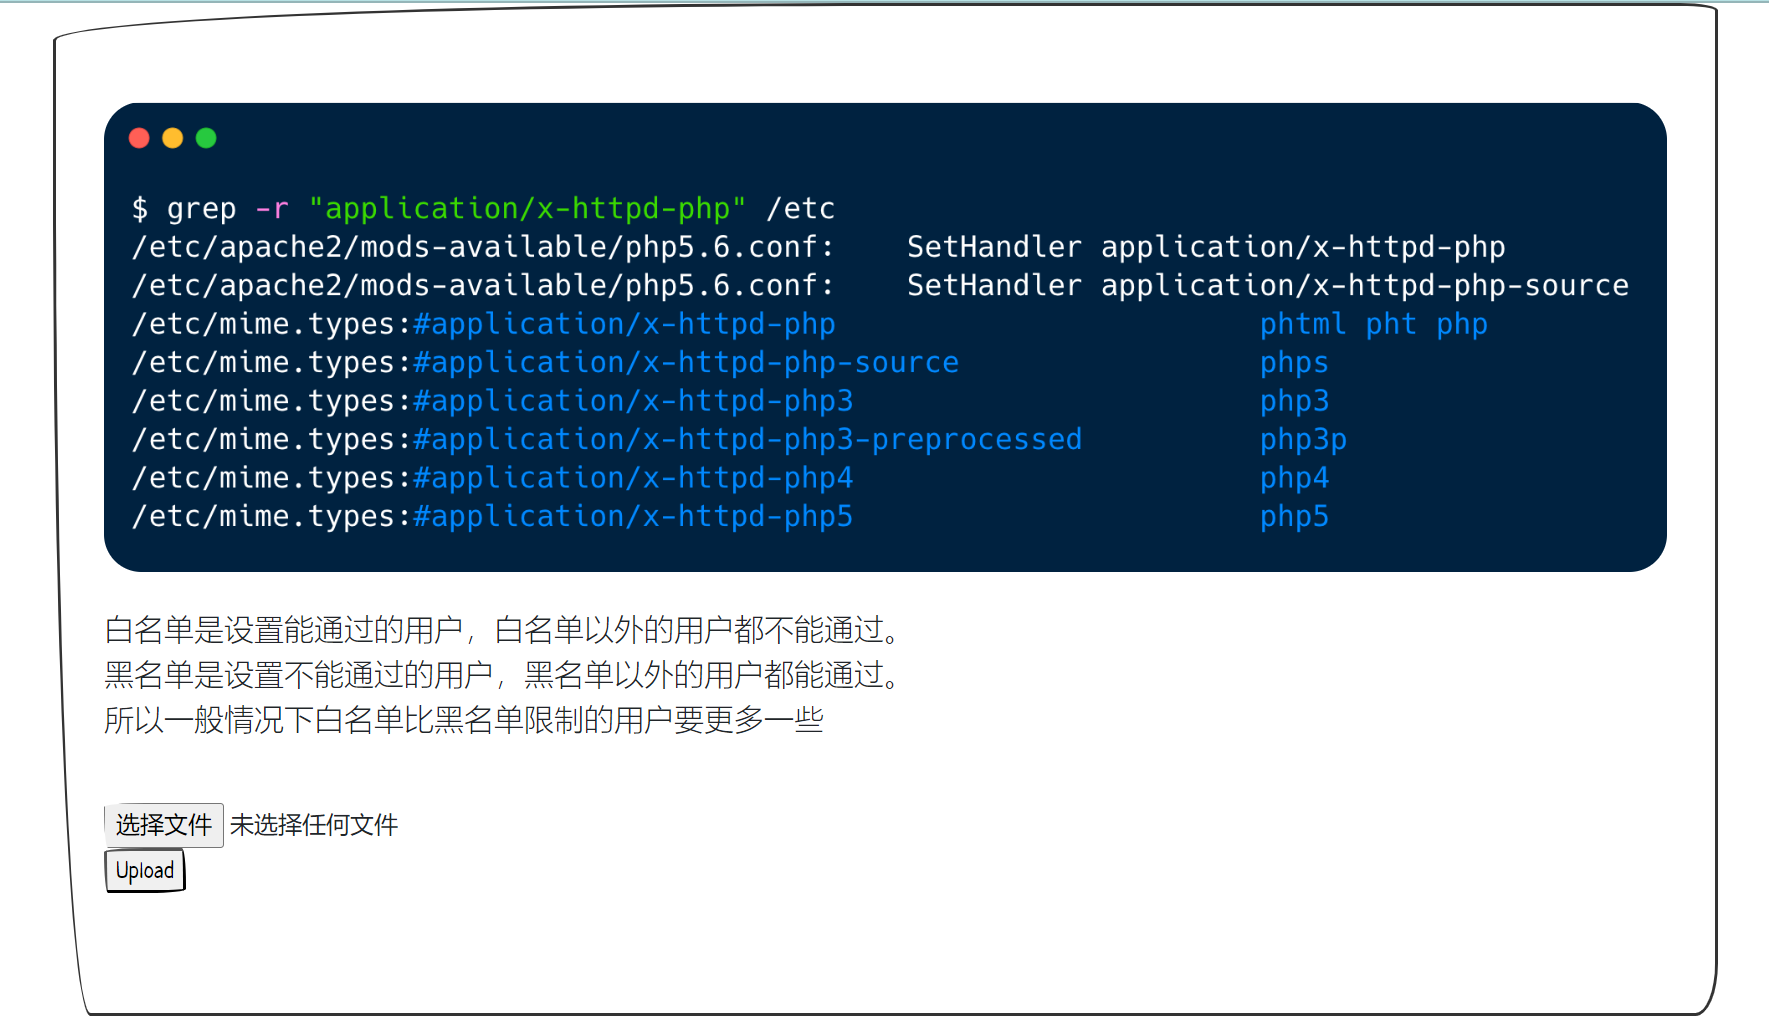 $ grep -r "application/x-httpd-php" /etc
/etc/apache2/mods-available/php5.6.conf:    SetHandler application/x-httpd-php
/etc/apache2/mods-available/php5.6.conf:    SetHandler application/x-httpd-php-source
/etc/mime.types:#application/x-httpd-php                        phtml pht php
/etc/mime.types:#application/x-httpd-php-source                 phps
/etc/mime.types:#application/x-httpd-php3                       php3
/etc/mime.types:#application/x-httpd-php3-preprocessed          php3p
/etc/mime.types:#application/x-httpd-php4                       php4
/etc/mime.types:#application/x-httpd-php5                       php5
白名单是设置能通过的用户，白名单以外的用户都不能通过。
黑名单是设置不能通过的用户，黑名单以外的用户都能通过。
所以一般情况下白名单比黑名单限制的用户要更多一些
选择文件 未选择任何文件
Upload